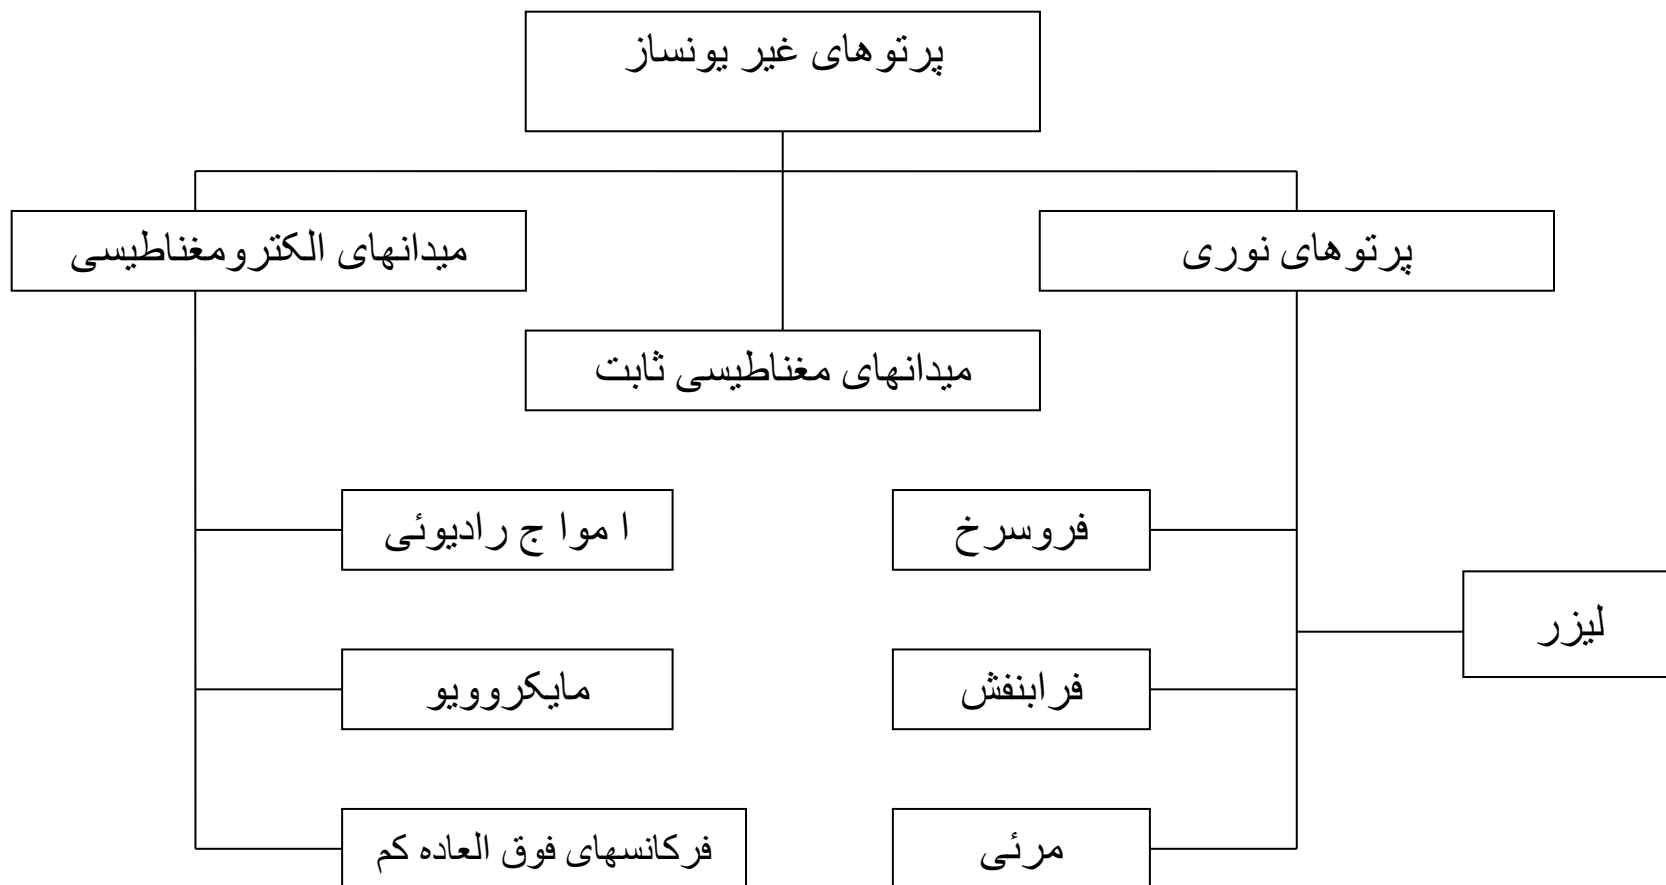 پرتوهای غیر یونساز
پرتوهای نوری
میدانهای الکترومغناطیسی
میدانهای مغناطیسی ثابت
فروسرخ
ا موا ج رادیوئی
لیزر
فرابنفش
مایکروویو
مرئی
فرکانسهای فوق العاده کم